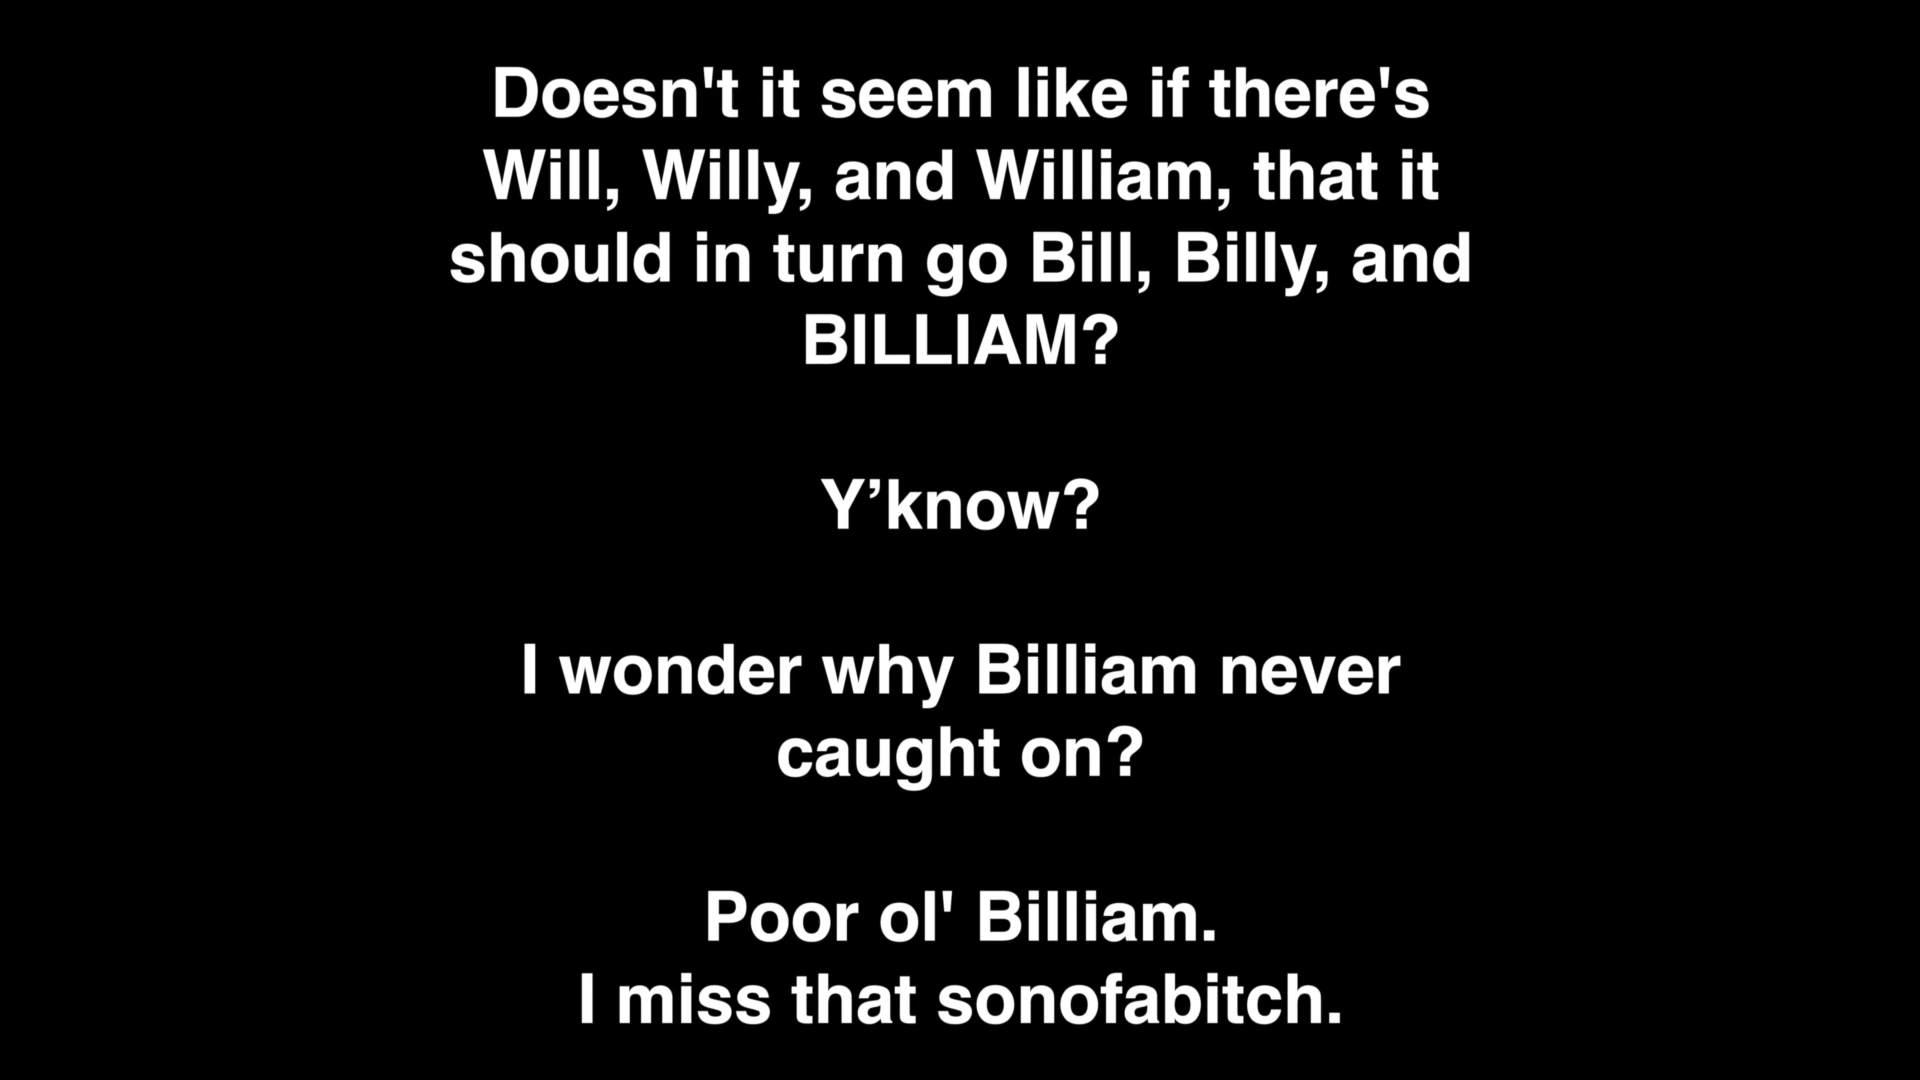 Doesn't it seem like if there's
Will, Willy, and William, that it
should in turn go Bill, Billy, and
BILLIAM?
Y’know?
I wonder why Billiam never
caught on?
Poor ol' Billiam.
I miss that sonofabitch.